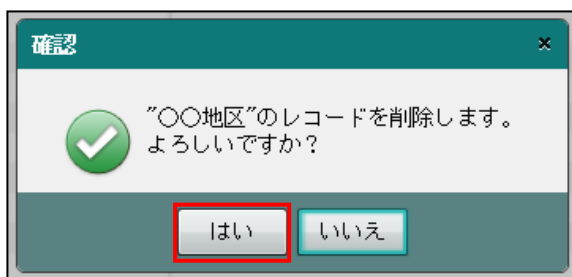 確認
"〇〇地区"のレコードを削除します。
よろしいですか?
はい
いいえ